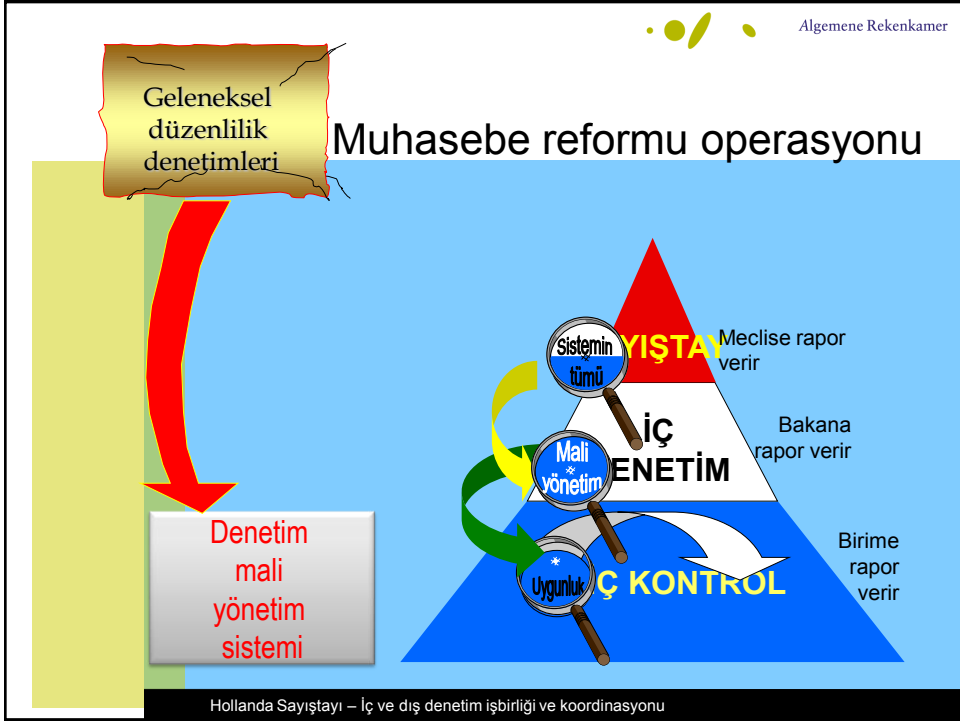 Algemene Rekenkamer
Geleneksel
düzenlilik
denetimleri
Muhasebe reformu operasyonu
Sistemin
tümü
YIŞTAY
Meclise rapor
verir
İÇ
ENETİM
Bakana
rapor verir
Mali
yönetim
Uygunluk
Ç KONTROL
Birime
rapor
verir
Denetim
mali
yönetim
sistemi
Hollanda Sayıştayı – İç ve dış denetim işbirliği ve koordinasyonu